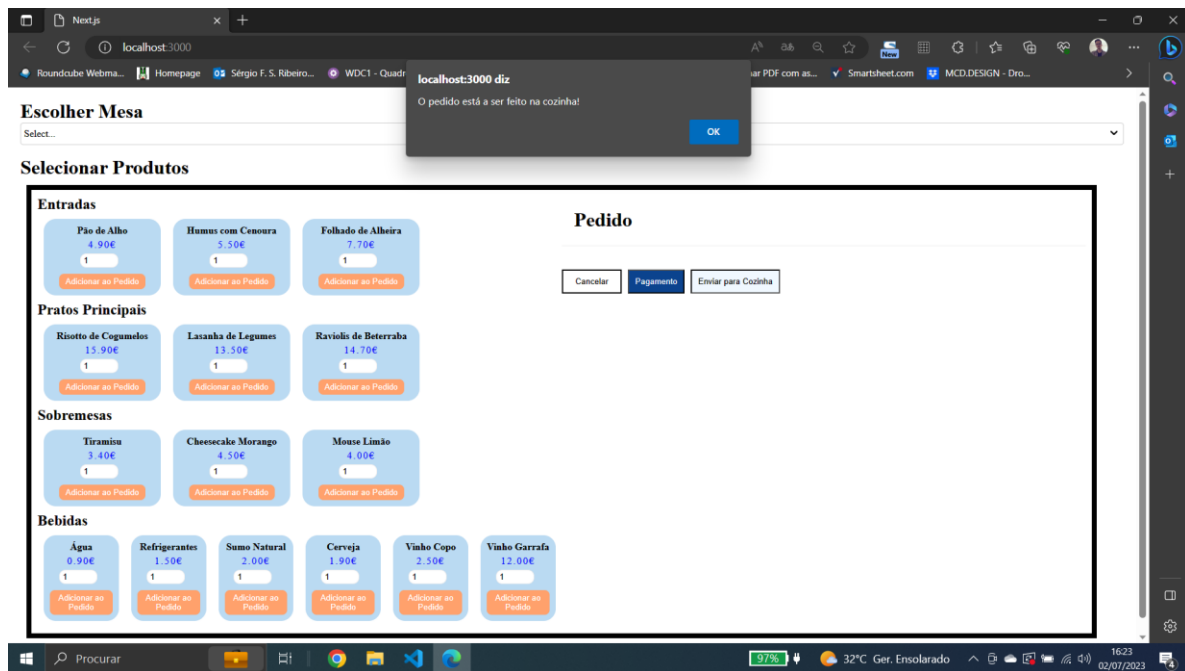 Next.js
localhost:3000
New
Roundcube Webma...
Homepage
Sérgio F. S. Ribeiro...
WDC1 - Quadr
ar PDF com as...
Smartsheet.com
MCD.DESIGN - Dro...
localhost:3000 diz
O pedido está a ser feito na cozinha!
OK
Escolher Mesa
Select...
Selecionar Produtos
Entradas
Pão de Alho
4.90€
1
Adicionar ao Pedido
Humus com Cenoura
5.50€
1
Adicionar ao Pedido
Folhado de Alheira
7.70€
1
Adicionar ao Pedido
Pratos Principais
Risotto de Cogumelos
15.90€
1
Adicionar ao Pedido
Lasanha de Legumes
13.50€
1
Adicionar ao Pedido
Raviolis de Beterraba
14.70€
1
Adicionar ao Pedido
Sobremesas
Tiramisu
3.40€
1
Adicionar ao Pedido
Cheesecake Morango
4.50€
1
Adicionar ao Pedido
Mouse Limão
4.00€
1
Adicionar ao Pedido
Bebidas
Água
0.90€
1
Adicionar ao
Pedido
Refrigerantes
1.50€
1
Adicionar ao
Pedido
Sumo Natural
2.00€
1
Adicionar ao
Pedido
Cerveja
1.90€
1
Adicionar ao
Pedido
Vinho Copo
2.50€
1
Adicionar ao
Pedido
Vinho Garrafa
12.00€
1
Adicionar ao
Pedido
Pedido
Cancelar
Pagamento
Enviar para Cozinha
Procurar
97%
32°C Ger. Ensolarado
16:23
02/07/2023
4